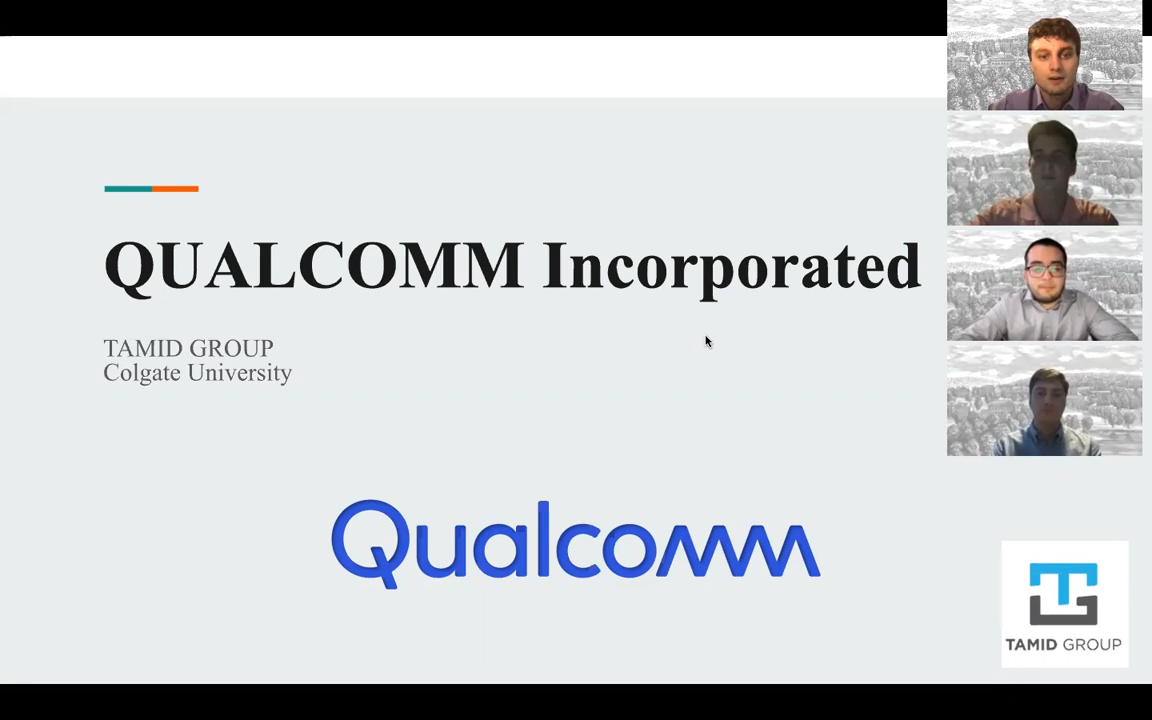 QUALCOMM Incorporated
TAMID GROUP
Colgate University
Qualcomm
TAMID GROUP